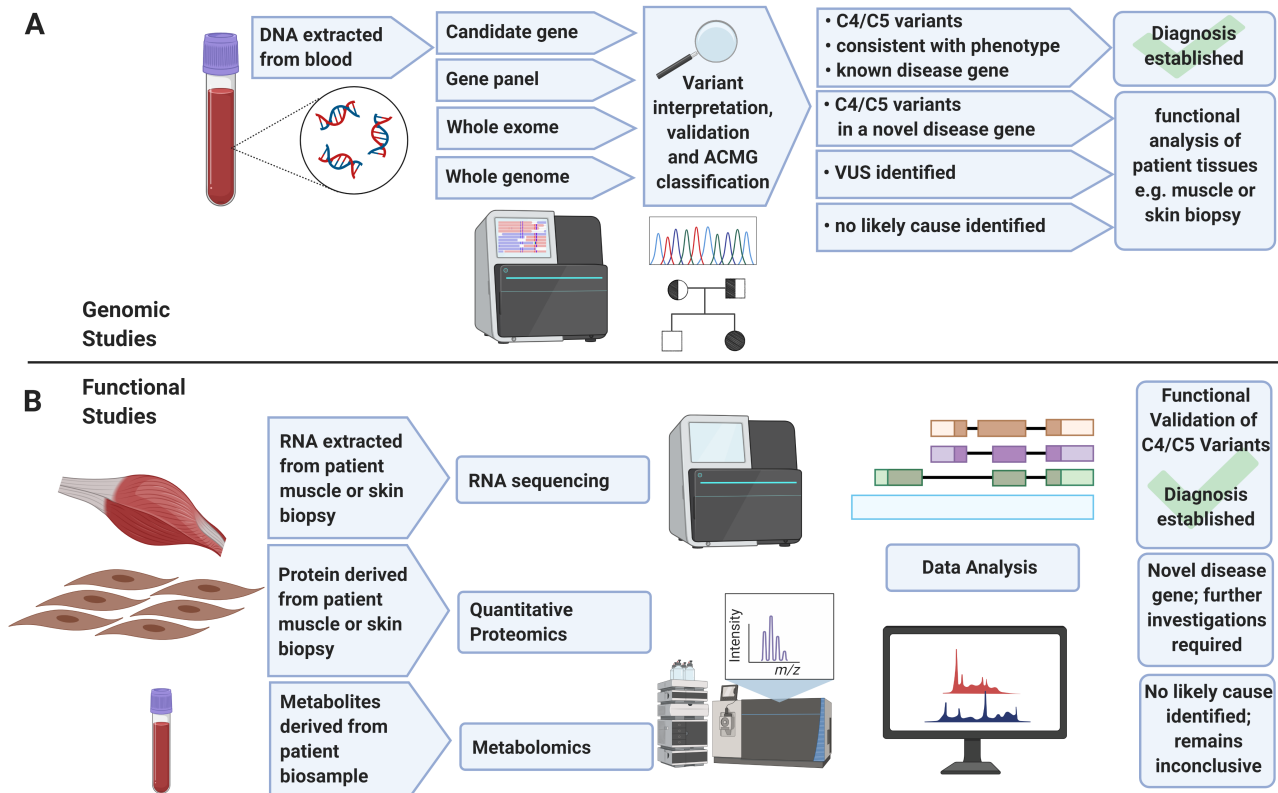 A
DNA extracted
from blood
Candidate gene
Gene panel
Whole exome
Whole genome
Variant
interpretation,
validation
and ACMG
classification
• C4/C5 variants
• consistent with phenotype
• known disease gene
• C4/C5 variants
in a novel disease gene
• VUS identified
• no likely cause identified
Diagnosis
established
functional
analysis of
patient tissues
e.g. muscle or
skin biopsy
Genomic
Studies
B
Functional
Studies
RNA extracted
from patient
muscle or skin
biopsy
RNA sequencing
Protein derived
from patient
muscle or skin
biopsy
Quantitative
Proteomics
Metabolites
derived from
patient
biosample
Metabolomics
Intensity
m/z
Data Analysis
Functional
Validation of
C4/C5 Variants
Diagnosis
established
Novel disease
gene; further
investigations
required
No likely cause
identified;
remains
inconclusive